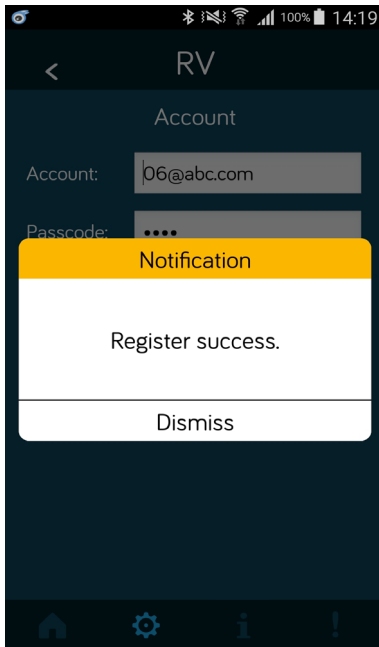 100% 14:19
< RV
Account
Account: 06@abc.com
Passcode: ••••
Notification
Register success.
Dismiss
i !